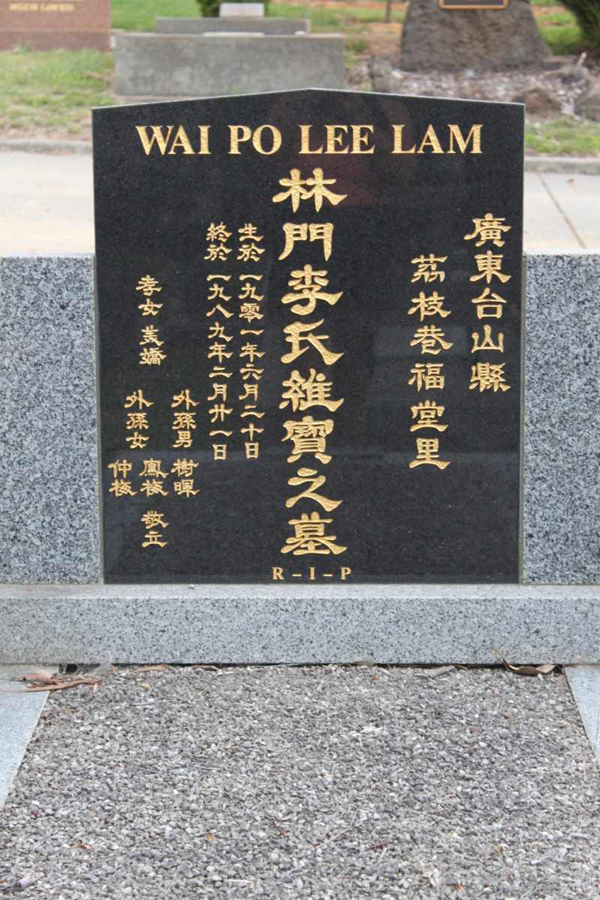 WAI PO LEE LAM
廣東台山縣
荔枝巷福堂里
林門李氏維寶之墓
生於一九零一年六月二十日
終於一九八九年二月廿一日
孝女 美嬌
外孫男 樹暉
外孫女 鳳梅
仲梅
敬立
R-I-P